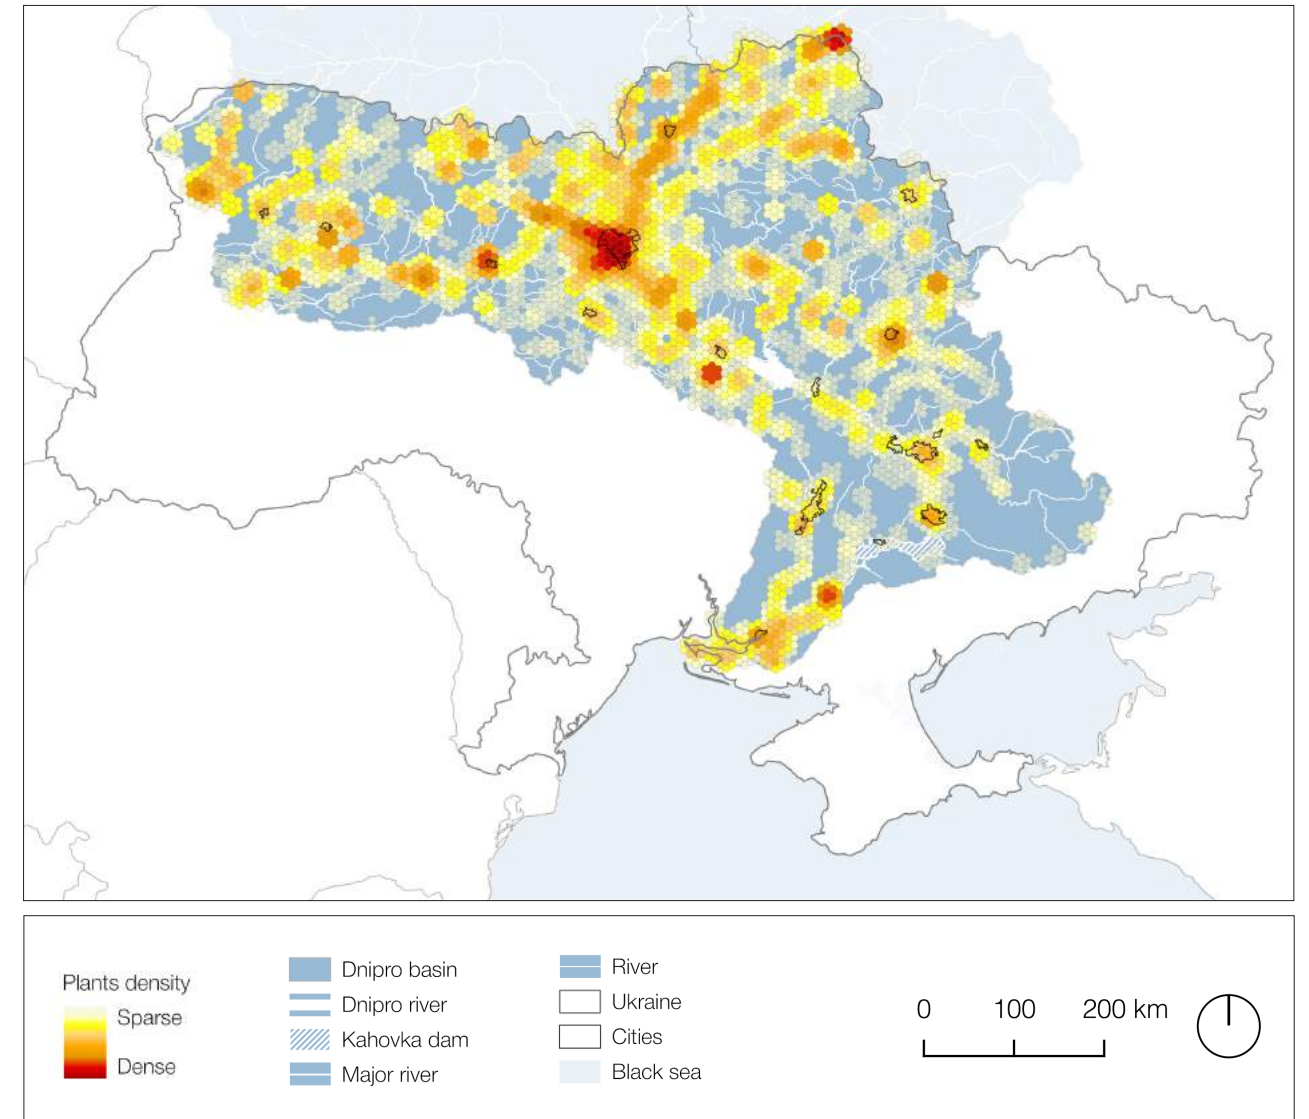 Plants density
Sparse
Dense
Dnipro basin
Dnipro river
Kahovka dam
Major river
River
Ukraine
Cities
Black sea
0 100 200 km